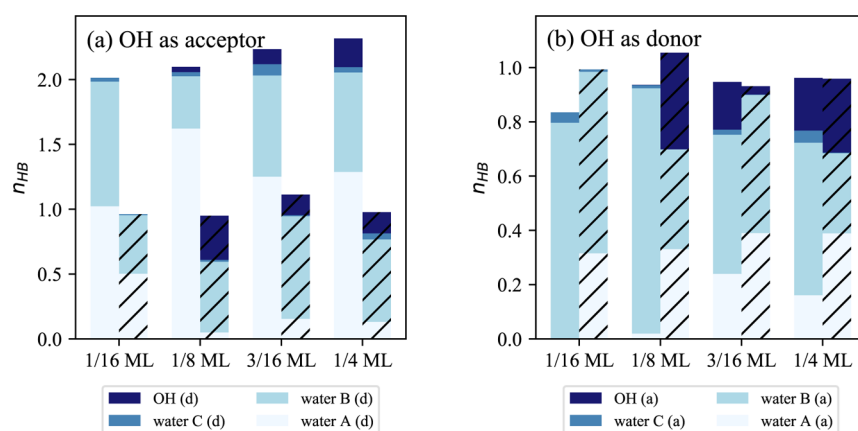 (a) OH as acceptor
n_HB
2.0
1.5
1.0
0.5
0.0
1/16 ML 1/8 ML 3/16 ML 1/4 ML
OH (d) water B (d)
water C (d) water A (d)
(b) OH as donor
n_HB
1.0
0.8
0.6
0.4
0.2
0.0
1/16 ML 1/8 ML 3/16 ML 1/4 ML
OH (a) water B (a)
water C (a) water A (a)